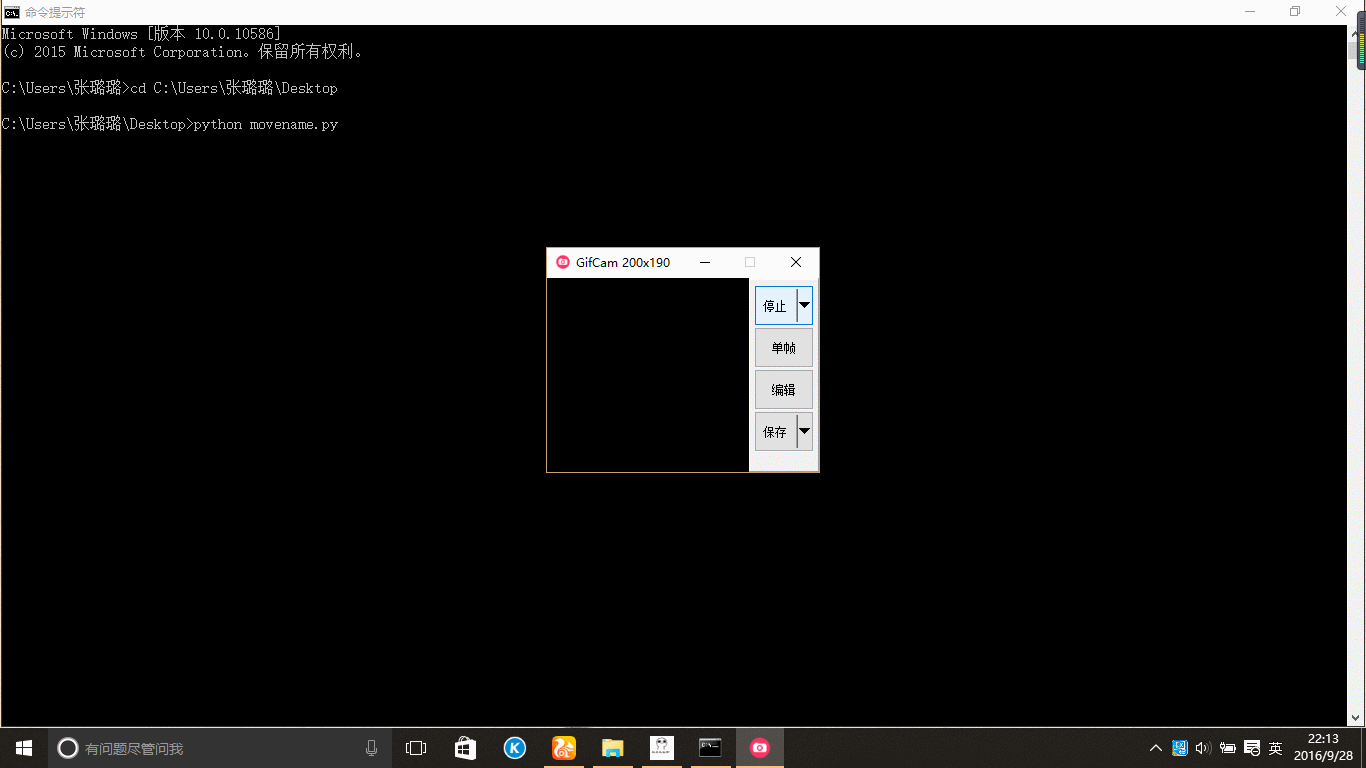 命令提示符
Microsoft Windows [版本 10.0.10586]
(c) 2015 Microsoft Corporation。保留所有权利。
C:\Users\张璐璐>cd C:\Users\张璐璐\Desktop
C:\Users\张璐璐\Desktop>python movename.py
GifCam 200x190
停止
单帧
编辑
保存
有问题尽管问我
英
22:13
2016/9/28